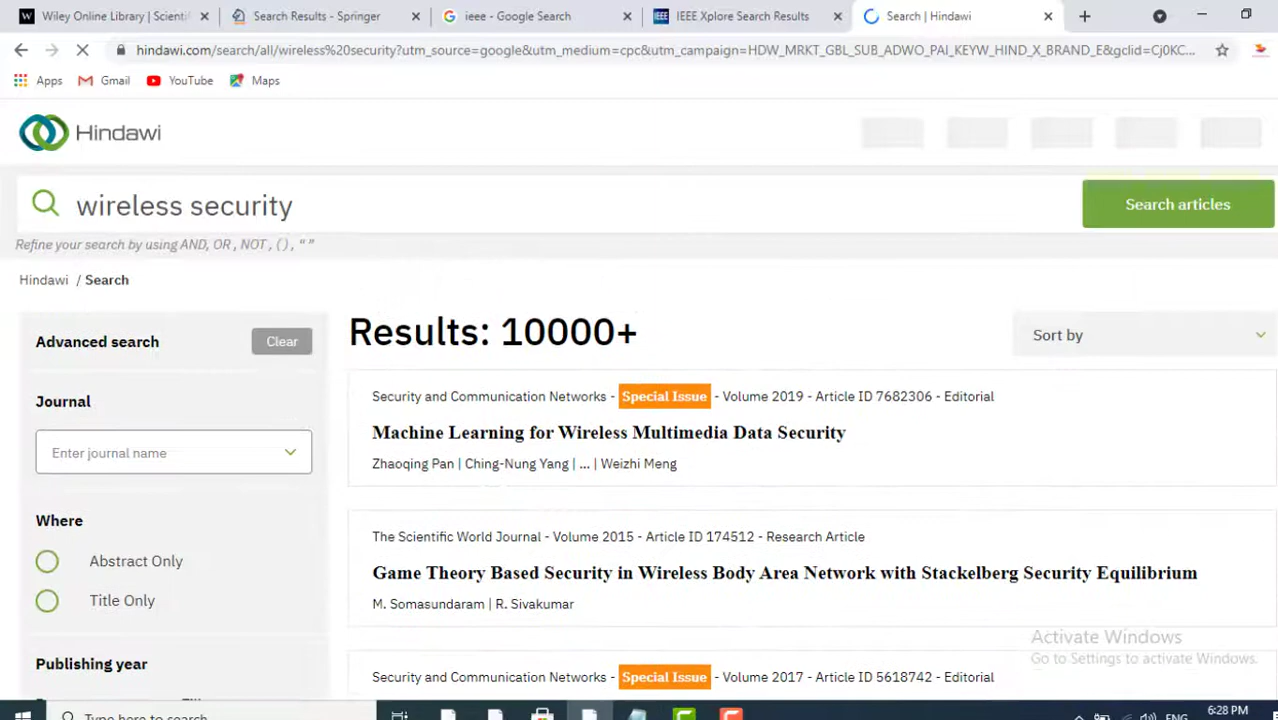 Wiley Online Library | Scienti
Search Results - Springer
ieee - Google Search
IEEE Xplore Search Results
Search | Hindawi
hindawi.com/search/all/wireless%20security?utm_source=google&utm_medium=cpc&utm_campaign=HDW_MRKT_GBL_SUB_ADWO_PAI_KEYW_HIND_X_BRAND_E&gclid=Cj0KC...
Apps
Gmail
YouTube
Maps
Hindawi
wireless security
Search articles
Refine your search by using AND, OR , NOT , ( ) , “ ”
Hindawi / Search
Advanced search
Clear
Journal
Enter journal name
Where
Abstract Only
Title Only
Publishing year
Results: 10000+
Sort by
Security and Communication Networks - Special Issue - Volume 2019 - Article ID 7682306 - Editorial
Machine Learning for Wireless Multimedia Data Security
Zhaoqing Pan | Ching-Nung Yang | ... | Weizhi Meng
The Scientific World Journal - Volume 2015 - Article ID 174512 - Research Article
Game Theory Based Security in Wireless Body Area Network with Stackelberg Security Equilibrium
M. Somasundaram | R. Sivakumar
Security and Communication Networks - Special Issue - Volume 2017 - Article ID 5618742 - Editorial
Activate Windows
Go to Settings to activate Windows.
Type here to search
ENG
6:28 PM